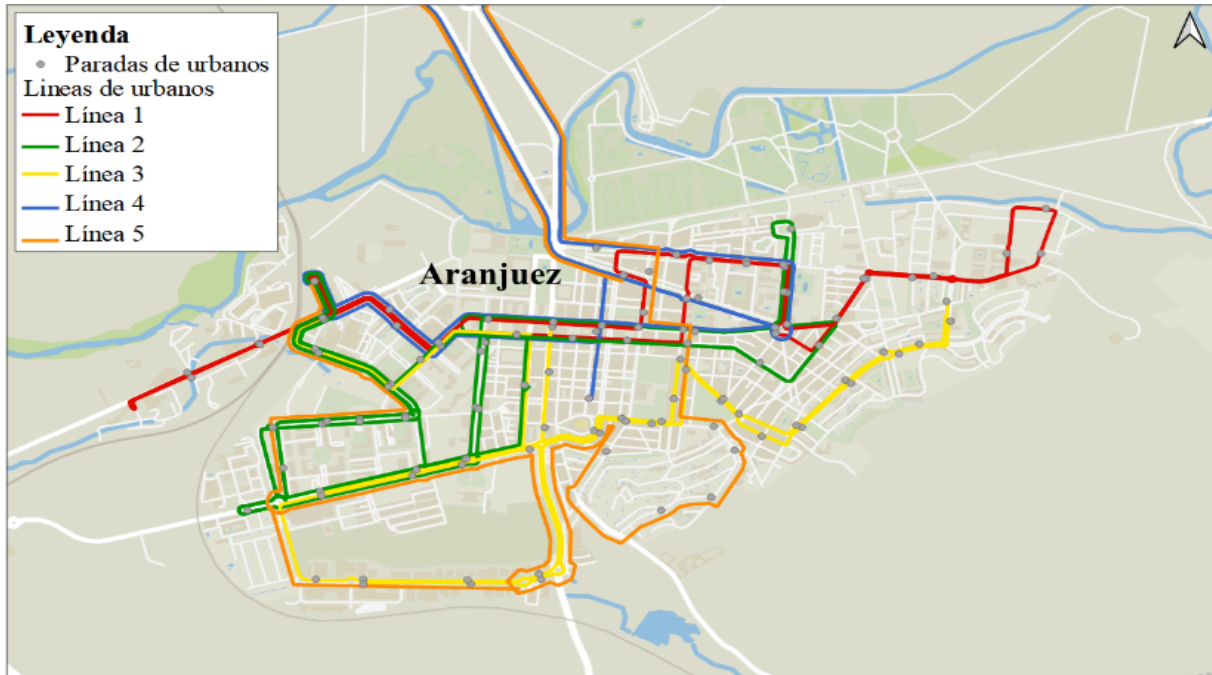 Leyenda
Paradas de urbanos
Lineas de urbanos
Línea 1
Línea 2
Línea 3
Línea 4
Línea 5
Aranjuez